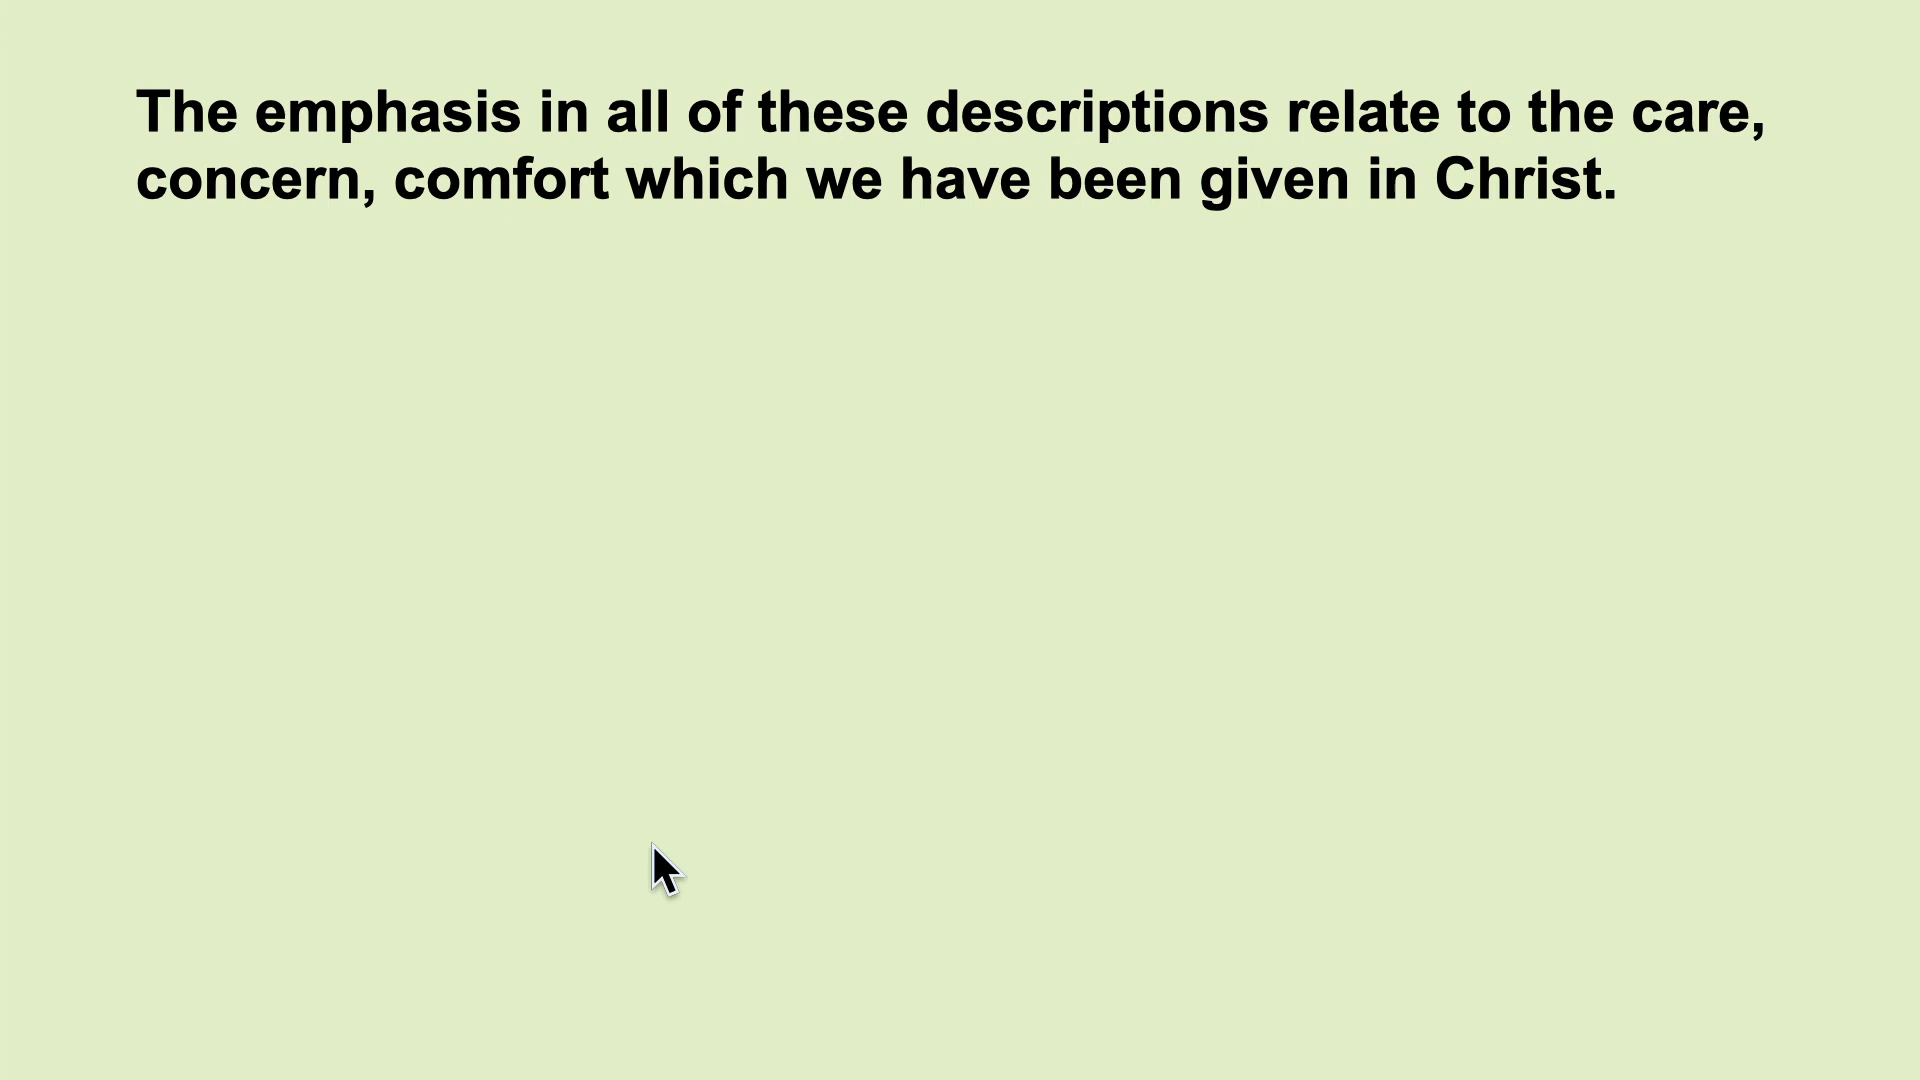 The emphasis in all of these descriptions relate to the care,
concern, comfort which we have been given in Christ.